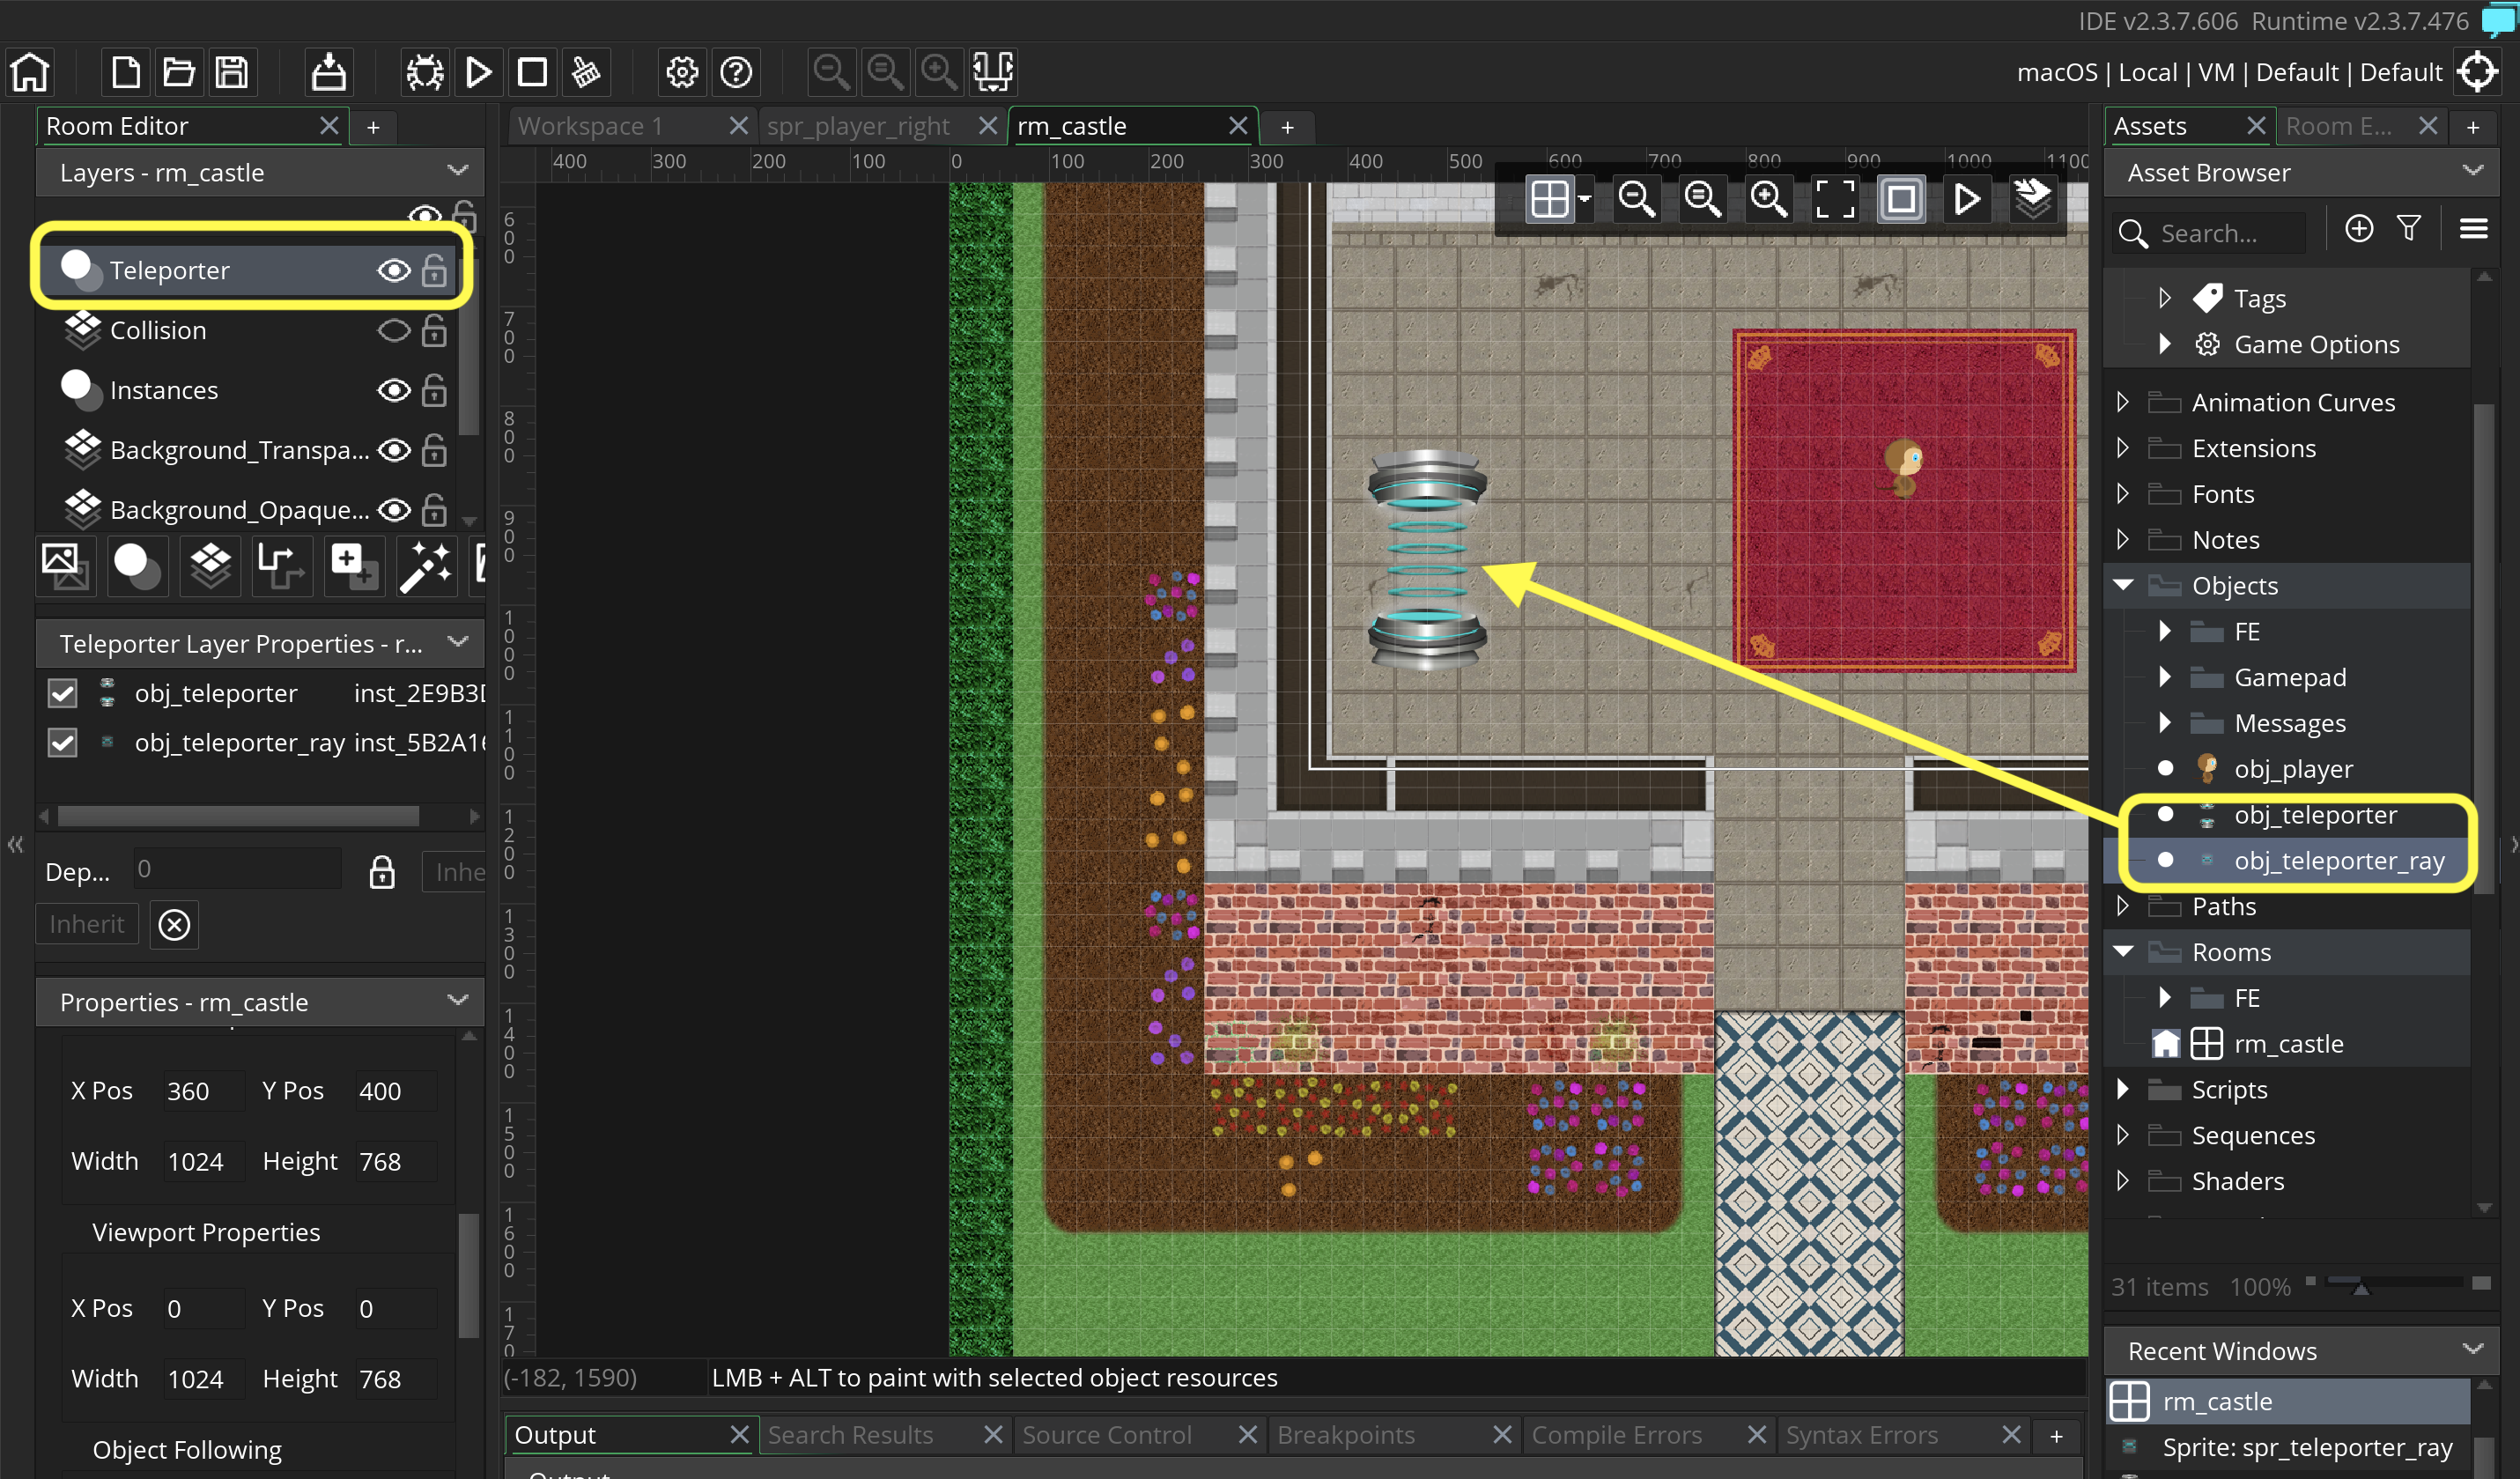 IDE v2.3.7.606 Runtime v2.3.7.476
macOS | Local | VM | Default | Default
Room Editor
Workspace 1
spr_player_right
rm_castle
Assets
Room E...
Layers - rm_castle
400 300 200 100 0 100 200 300 400 500 600 700 800 900 1000 1100
Asset Browser
Search...
Teleporter
Collision
Instances
Background_Transpa...
Background_Opaque...
600
700
800
900
1000
1100
1200
1300
1400
1500
1600
Tags
Game Options
Animation Curves
Extensions
Fonts
Notes
Objects
FE
Gamepad
Messages
obj_player
obj_teleporter
obj_teleporter_ray
Paths
Rooms
FE
rm_castle
Scripts
Sequences
Shaders
31 items 100%
Recent Windows
rm_castle
Sprite: spr_teleporter_ray
Teleporter Layer Properties - r...
obj_teleporter inst_2E9B3
obj_teleporter_ray inst_5B2A1
Dep... 0
Inhe
Inherit
Properties - rm_castle
X Pos 360 Y Pos 400
Width 1024 Height 768
Viewport Properties
X Pos 0 Y Pos 0
Width 1024 Height 768
Object Following
(-182, 1590)
LMB + ALT to paint with selected object resources
Output
Search Results
Source Control
Breakpoints
Compile Errors
Syntax Errors
Output